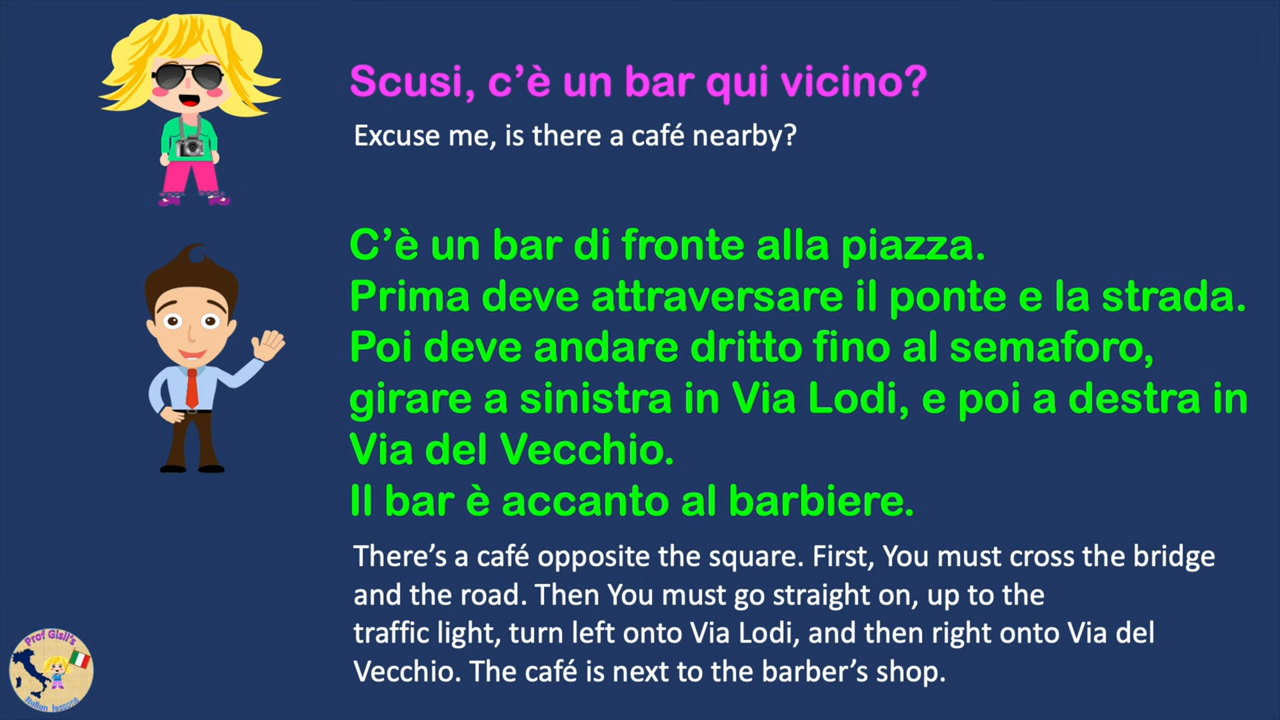 Scusi, c'è un bar qui vicino?
Excuse me, is there a café nearby?
C'è un bar di fronte alla piazza.
Prima deve attraversare il ponte e la strada.
Poi deve andare dritto fino al semaforo,
girare a sinistra in Via Lodi, e poi a destra in
Via del Vecchio.
Il bar è accanto al barbiere.
There's a café opposite the square. First, You must cross the bridge
and the road. Then You must go straight on, up to the
traffic light, turn left onto Via Lodi, and then right onto Via del
Vecchio. The café is next to the barber's shop.
Prof Gisli's
Italian lessons